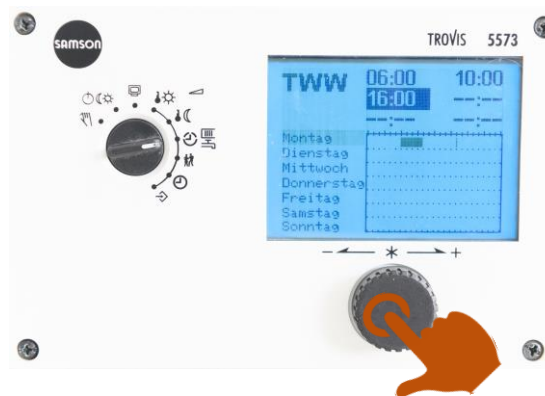 samson
TROVIS 5573
TWW 06:00 10:00
16:00 --:--
--:-- --:--
Montag
Dienstag
Mittwoch
Donnerstag
Freitag
Samstag
Sonntag
- * +